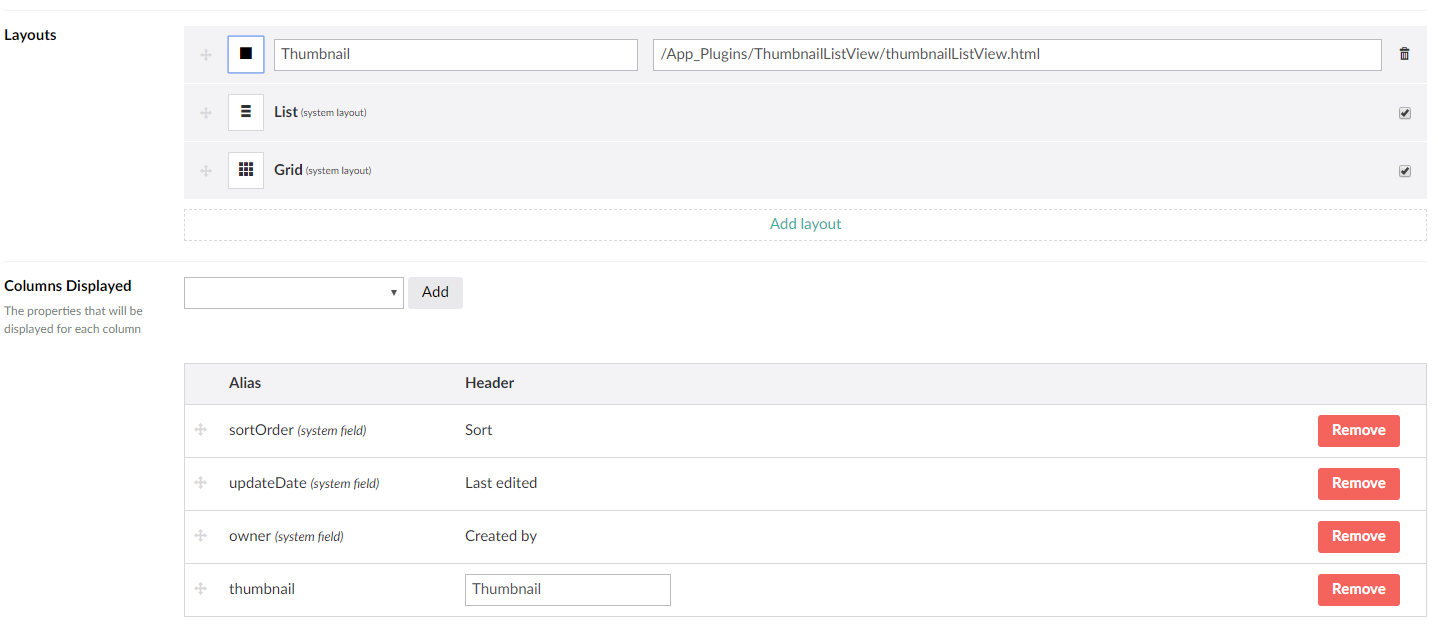 Layouts
Thumbnail
/App_Plugins/ThumbnailListView/thumbnailListView.html
List (system layout)
Grid (system layout)
Add layout
Columns Displayed
The properties that will be
displayed for each column
Add
Alias Header
sortOrder (system field) Sort Remove
updateDate (system field) Last edited Remove
owner (system field) Created by Remove
thumbnail Thumbnail Remove